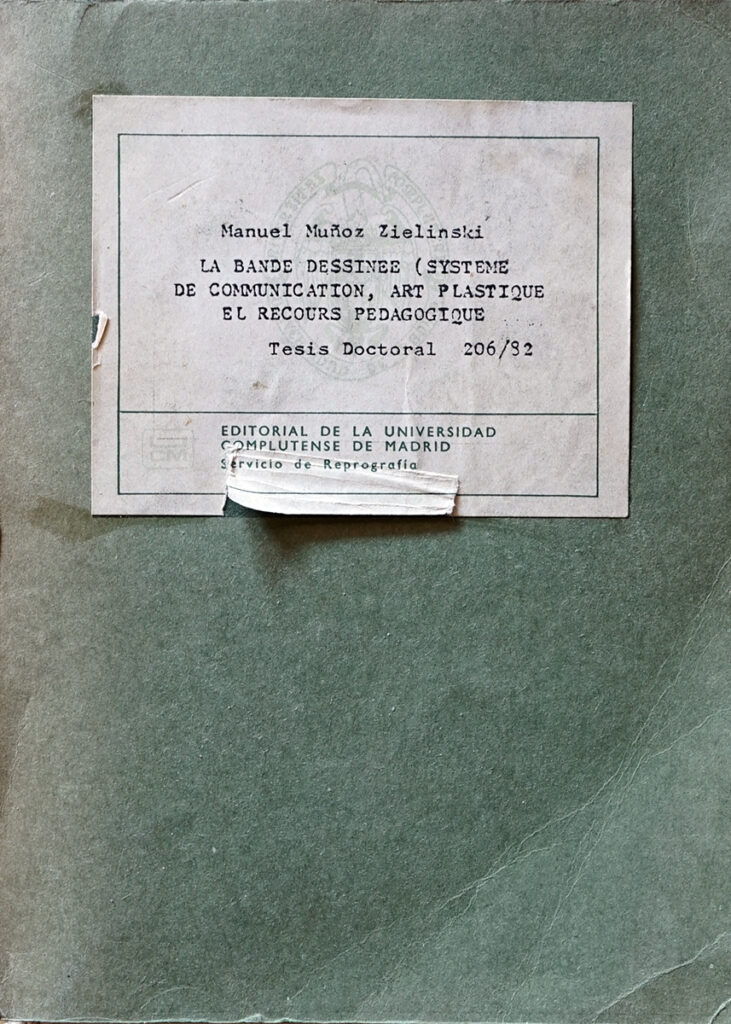 Manuel Muñoz Zielinski
LA BANDE DESSINEE (SYSTEME
DE COMMUNICATION, ART PLASTIQUE
EL RECOURS PEDAGOGIQUE
Tesis Doctoral 206/82
EDITORIAL DE LA UNIVERSIDAD
COMPLUTENSE DE MADRID
Servicio de Reprografía